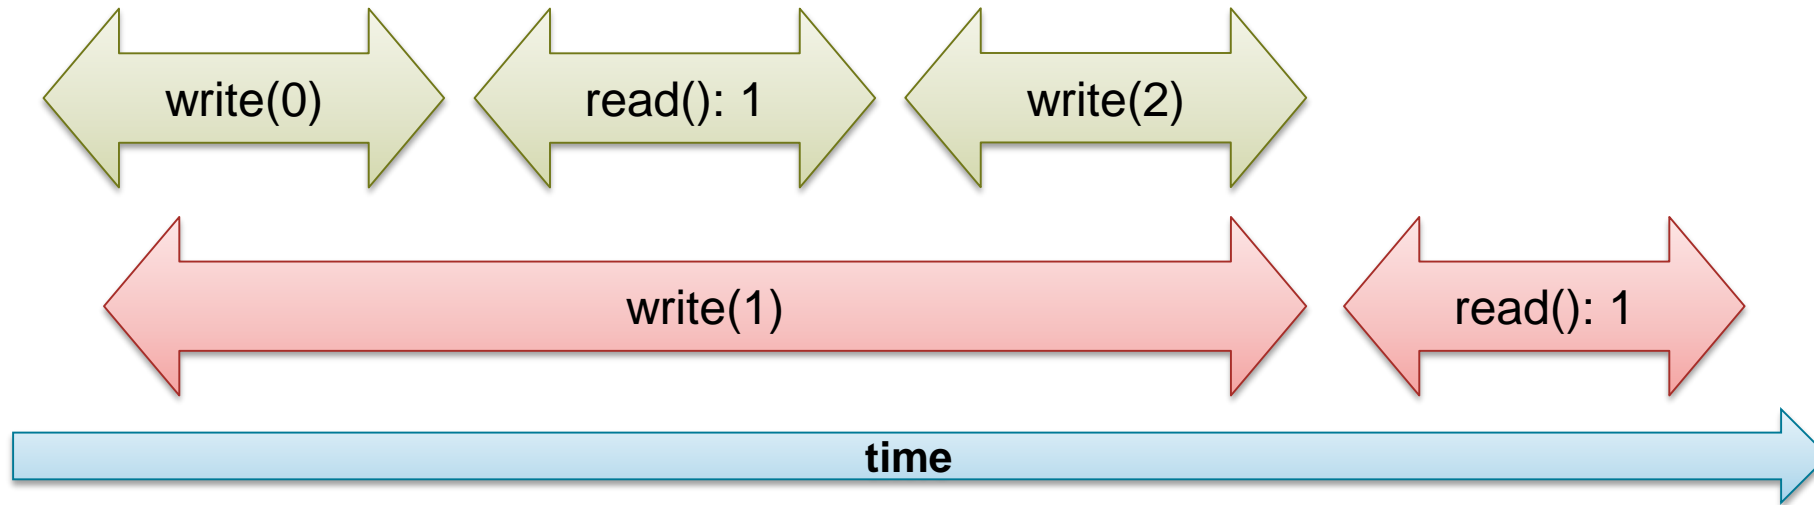 write(0)
read(): 1
write(2)
write(1)
read(): 1
time